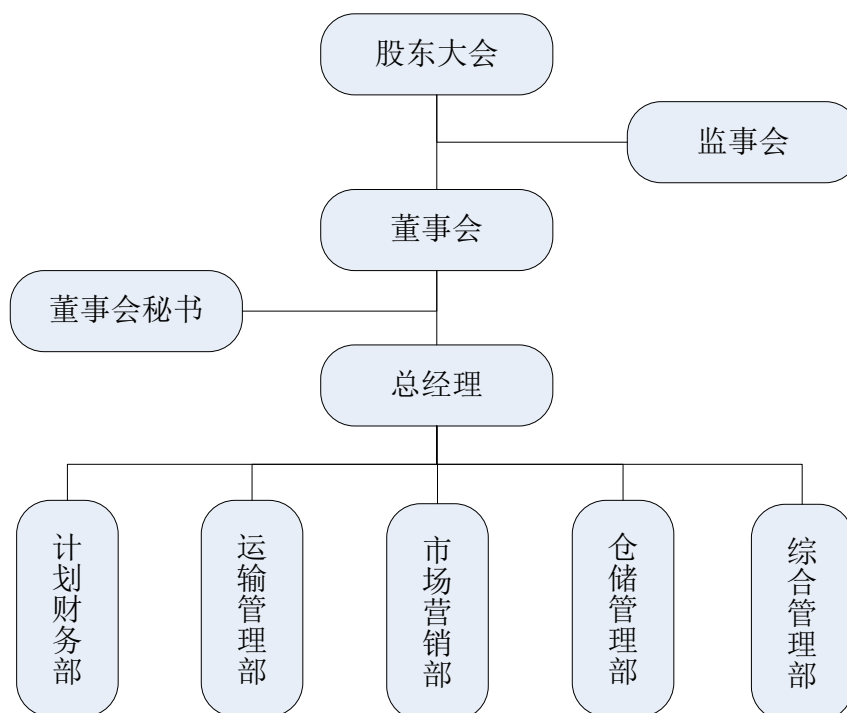 股东大会
监事会
董事会
董事会秘书
总经理
计划财务部
运输管理部
市场营销部
仓储管理部
综合管理部